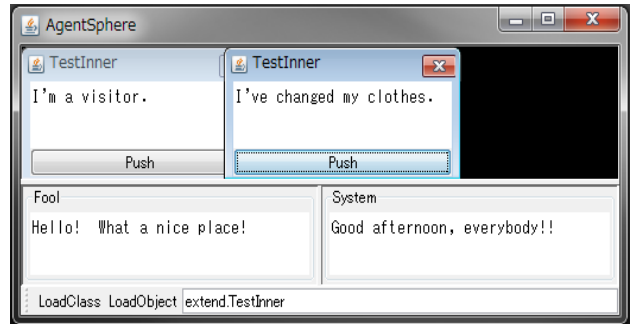 AgentSphere
TestInner
TestInner
I'm a visitor.
I've changed my clothes.
Push
Push
Fool
System
Hello!  What a nice place!
Good afternoon, everybody!!
LoadClass LoadObject extend.TestInner